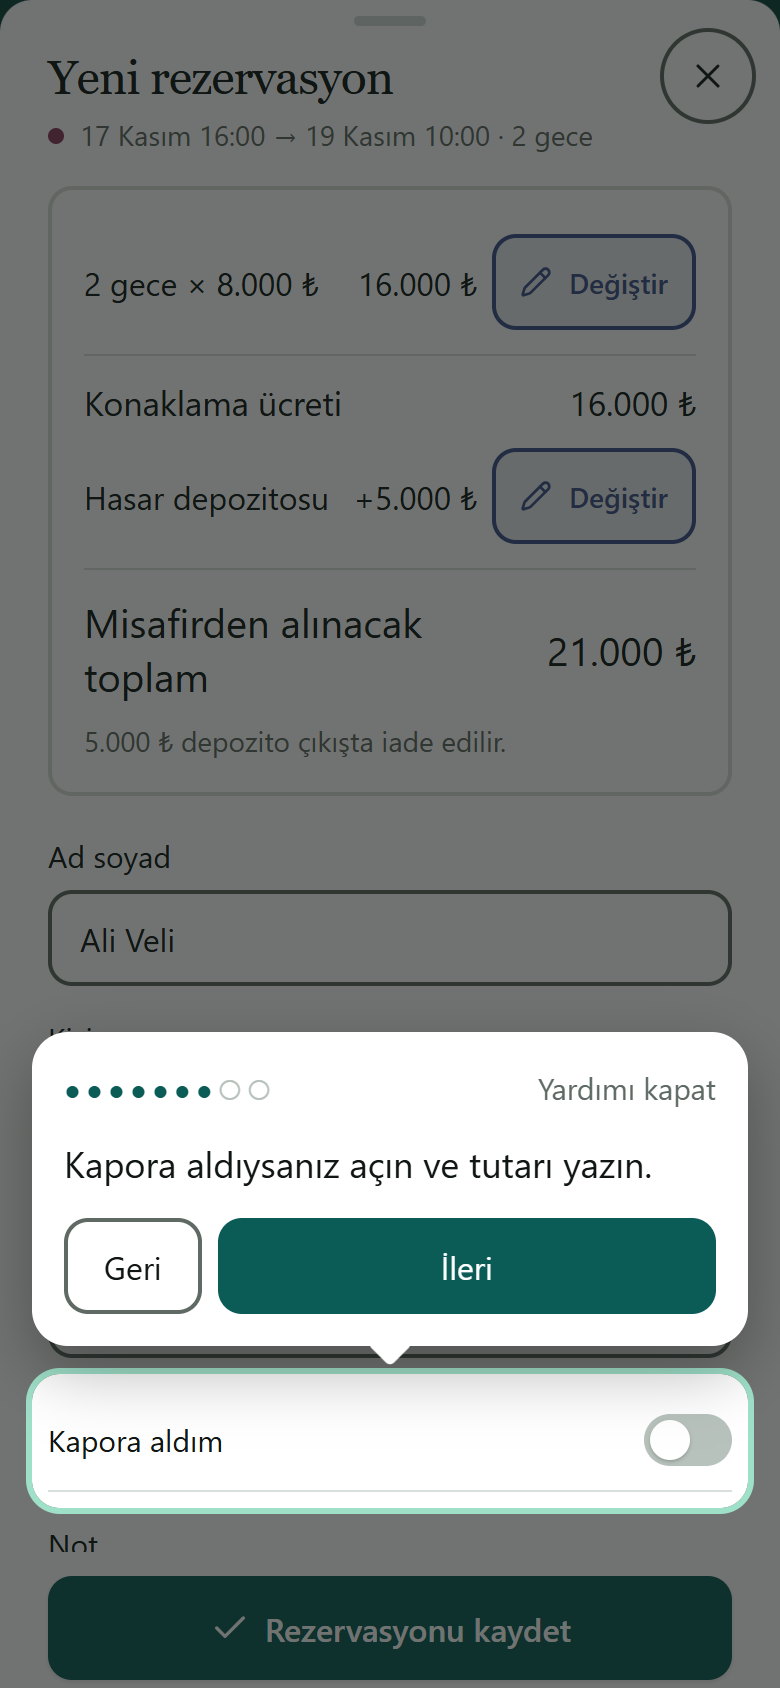 Yeni rezervasyon
17 Kasım 16:00 → 19 Kasım 10:00 · 2 gece
2 gece × 8.000 ₺ 16.000 ₺ Değiştir
Konaklama ücreti 16.000 ₺
Hasar depozitosu +5.000 ₺ Değiştir
Misafirden alınacak
toplam 21.000 ₺
5.000 ₺ depozito çıkışta iade edilir.
Ad soyad
Ali Veli
Yardımı kapat
Kapora aldıysanız açın ve tutarı yazın.
Geri İleri
Kapora aldım
Not
Rezervasyonu kaydet